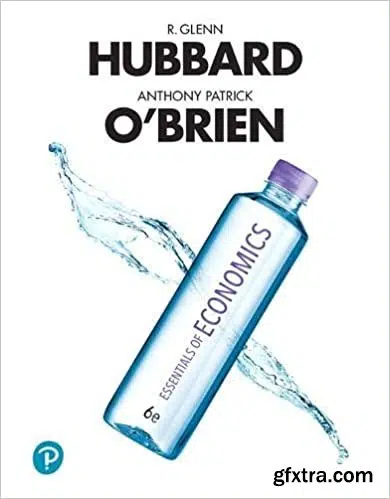 R. GLENN
HUBBARD
ANTHONY PATRICK
O'BRIEN
ESSENTIALS OF ECONOMICS
6e
P
gfxtra.com